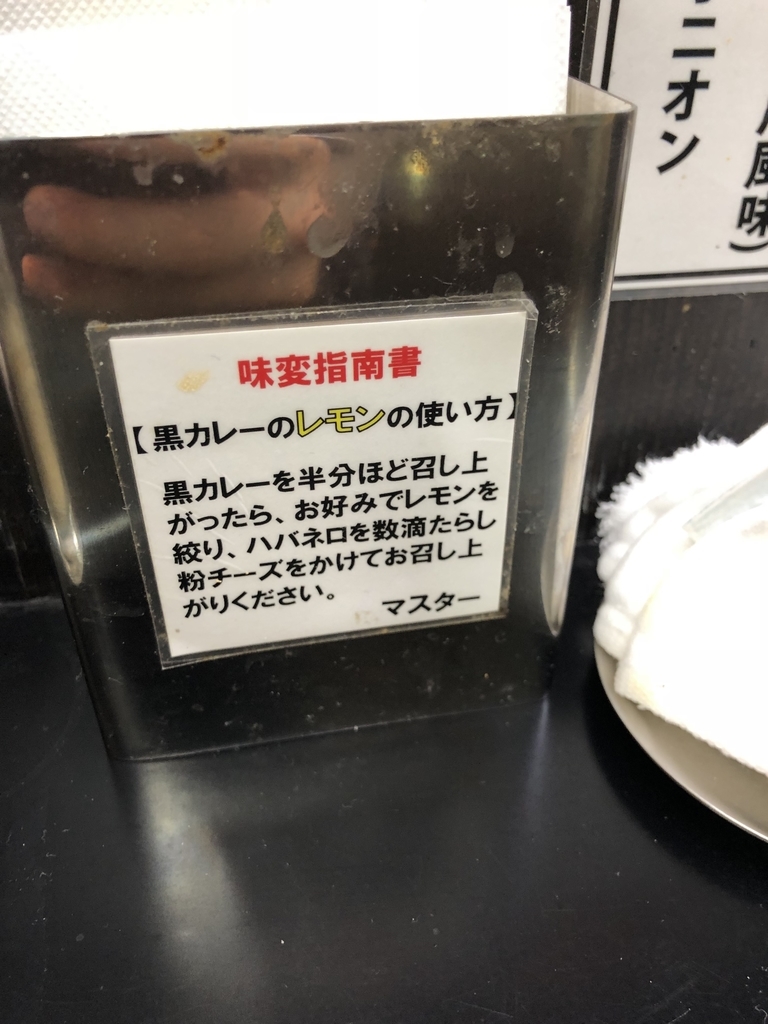 味変指南書
【黒カレーのレモンの使い方】
黒カレーを半分ほど召し上
がったら、お好みでレモンを
絞り、ハバネロを数滴たらし
粉チーズをかけてお召し上
がりください。
マスター
風味）
ニオン